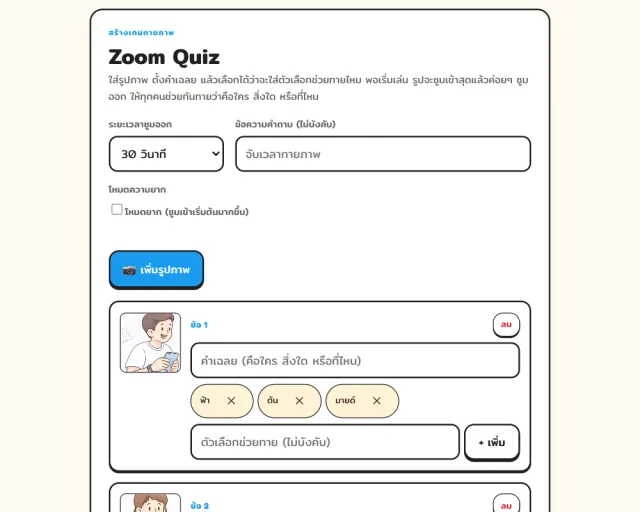 สร้างเกมทายภาพ
Zoom Quiz
ใส่รูปภาพ ตั้งคำเฉลย แล้วเลือกได้ว่าจะใส่ตัวเลือกช่วยทายไหม พอเริ่มเล่น รูปจะซูมเข้าสุดแล้วค่อยๆ ซูม
ออก ให้ทุกคนช่วยกันทายว่าคือใคร สิ่งใด หรือที่ไหน
ระยะเวลาซูมออก
ข้อความคำถาม (ไม่บังคับ)
30 วินาที
จับเวลาทายภาพ
โหมดความยาก
โหมดยาก (ซูมเข้าเริ่มต้นมากขึ้น)
เพิ่มรูปภาพ
ข้อ 1
ลบ
คำเฉลย (คือใคร สิ่งใด หรือที่ไหน)
ฟ้า
ต้น
มายด์
ตัวเลือกช่วยทาย (ไม่บังคับ)
+ เพิ่ม
ข้อ 2
ลบ